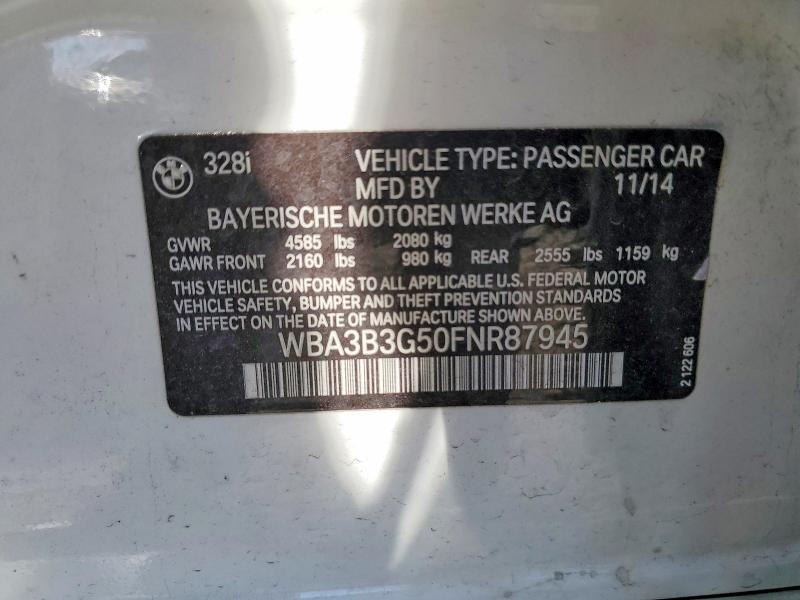 328i VEHICLE TYPE: PASSENGER CAR
MFD BY 11/14
BAYERISCHE MOTOREN WERKE AG
GVWR 4585 lbs 2080 kg
GAWR FRONT 2160 lbs 980 kg REAR 2555 lbs 1159 kg
THIS VEHICLE CONFORMS TO ALL APPLICABLE U.S. FEDERAL MOTOR
VEHICLE SAFETY, BUMPER AND THEFT PREVENTION STANDARDS
IN EFFECT ON THE DATE OF MANUFACTURE SHOWN ABOVE.
WBA3B3G50FNR87945
2 122 606